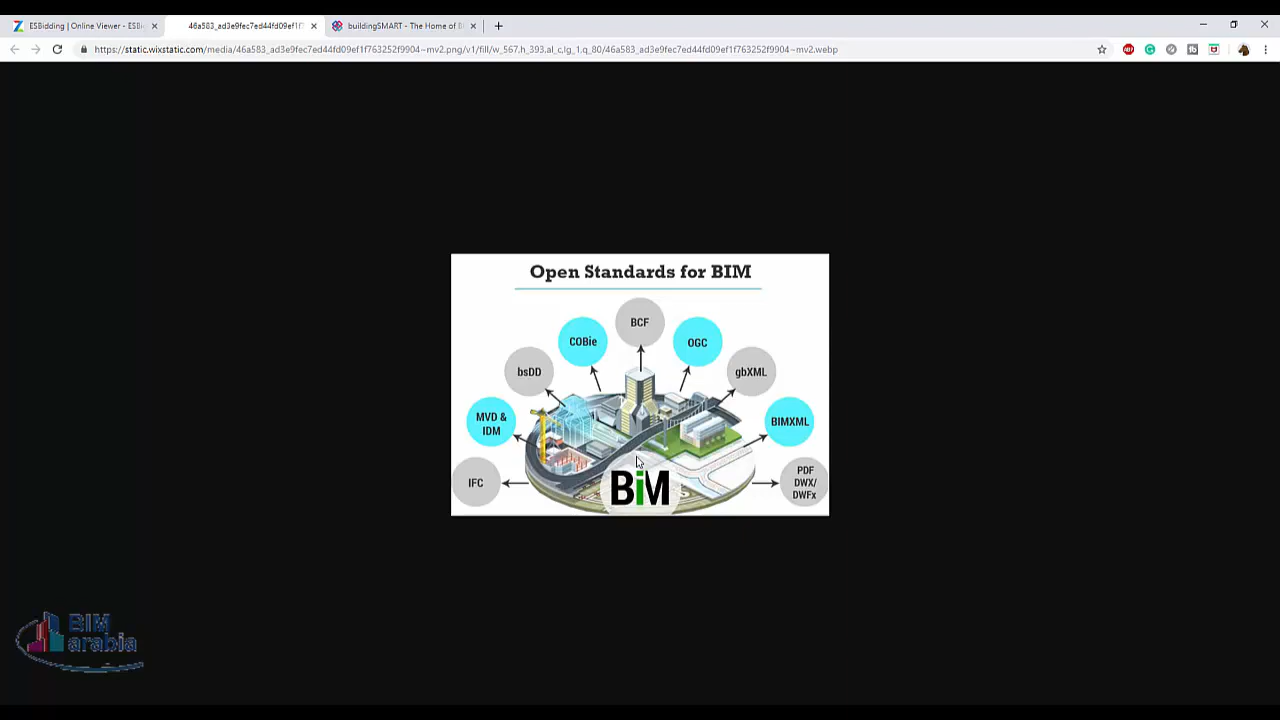 ESBidding | Online Viewer - ESBi
46a583_ad3e9fec7ed44fd09ef1f
buildingSMART - The Home of B
https://static.wixstatic.com/media/46a583_ad3e9fec7ed44fd09ef1f763252f9904~mv2.png/v1/fill/w_567,h_393,al_c,lg_1,q_80/46a583_ad3e9fec7ed44fd09ef1f763252f9904~mv2.webp
Open Standards for BIM
BCF
COBie
OGC
bsDD
gbXML
MVD &
IDM
BIMXML
IFC
BiM
PDF
DWX/
DWFx
BIM
arabia